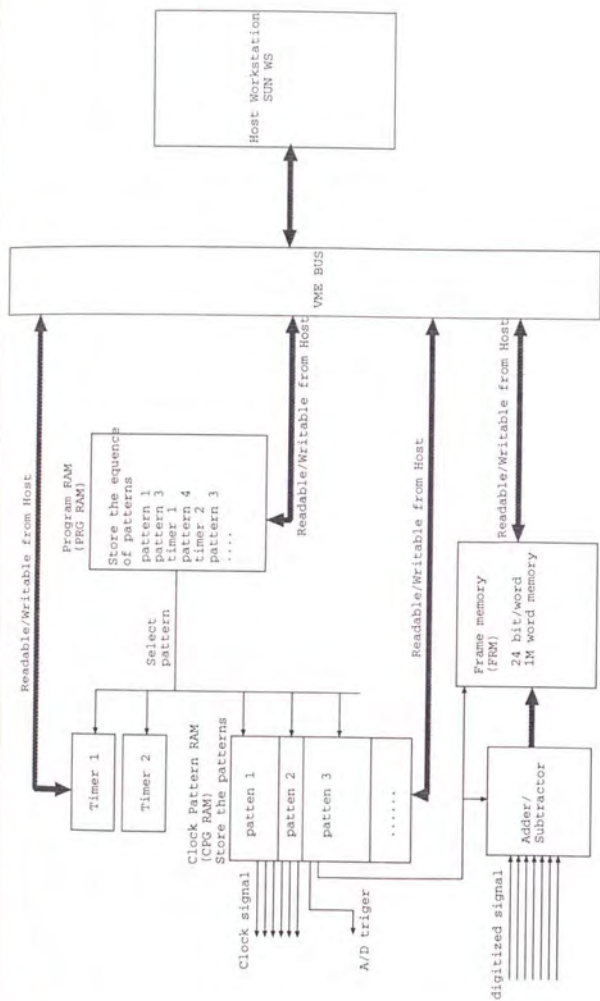 Host Workstation
SUN WS
VME BUS
Readable/Writable from Host
Readable/Writable from Host
Readable/Writable from Host
Readable/Writable from Host
Program RAM
(PRG RAM)
Store the equence
of patterns
pattern 1
pattern 3
timer 1
pattern 4
timer 2
pattern 3
....
Select
pattern
Timer 1
Timer 2
Clock Pattern RAM
(CPG RAM)
Store the patterns
patten 1
patten 2
patten 3
......
Clock signal
A/D triger
Frame memory
(FRM)
24 bit/word
1M word memory
Adder/
Subtractor
digitized signal